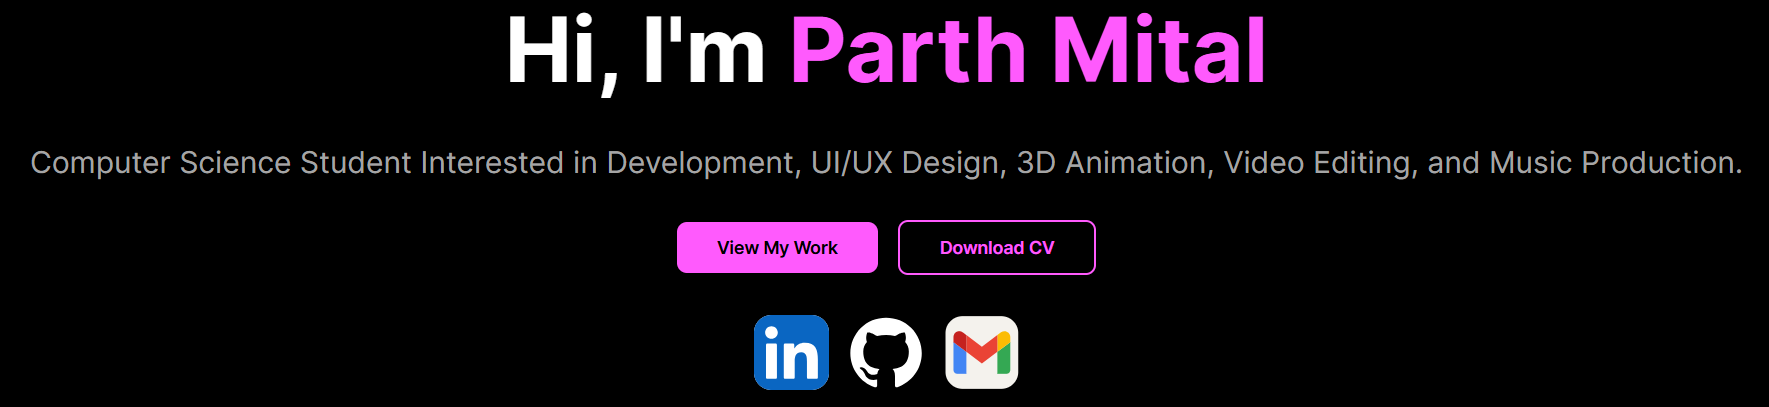 Hi, I'm Parth Mital
Computer Science Student Interested in Development, UI/UX Design, 3D Animation, Video Editing, and Music Production.
View My Work
Download CV
in